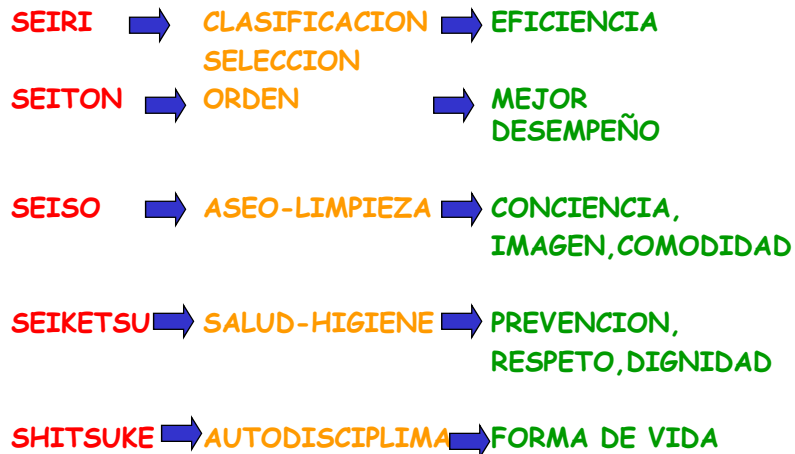 SEIRI CLASIFICACION EFICIENCIA
SELECCION
SEITON ORDEN MEJOR
DESEMPEÑO
SEISO ASEO-LIMPIEZA CONCIENCIA,
IMAGEN,COMODIDAD
SEIKETSU SALUD-HIGIENE PREVENCION,
RESPETO,DIGNIDAD
SHITSUKE AUTODISCIPLIMA FORMA DE VIDA